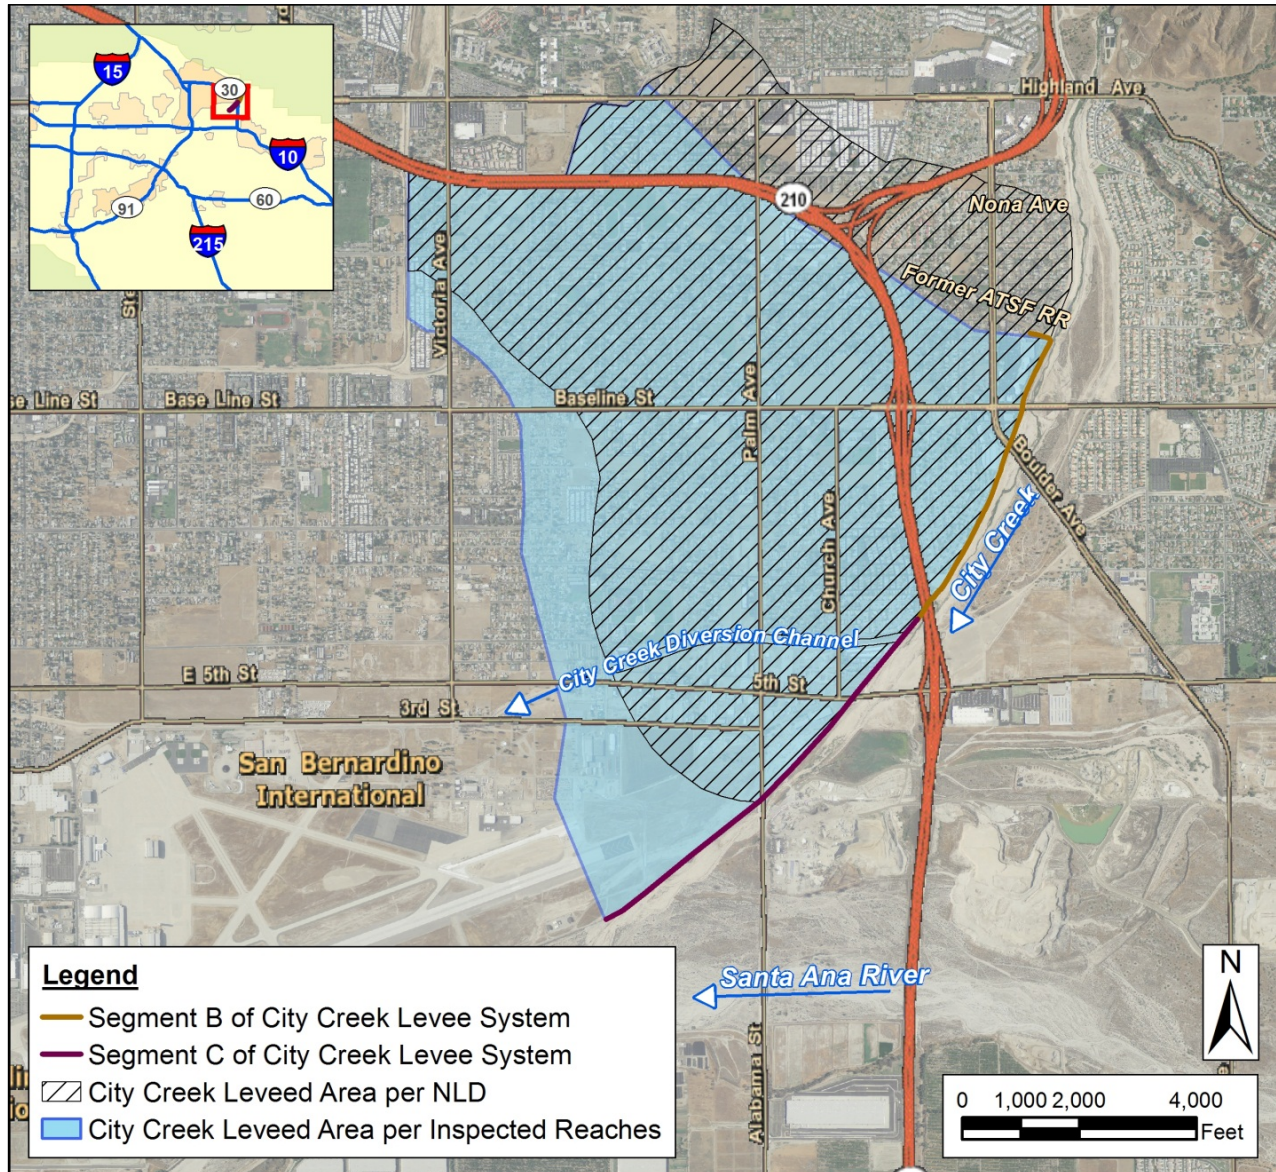 15
30
10
91
60
215
Highland Ave
210
Nona Ave
Former ATSF RR
Victoria Ave
Base Line St
Baseline St
Palm Ave
Church Ave
Boulder Ave
City Creek
City Creek Diversion Channel
E 5th St
5th St
3rd St
San Bernardino
International
Santa Ana River
Alabama St
Legend
Segment B of City Creek Levee System
Segment C of City Creek Levee System
City Creek Leveed Area per NLD
City Creek Leveed Area per Inspected Reaches
N
0 1,000 2,000 4,000
Feet